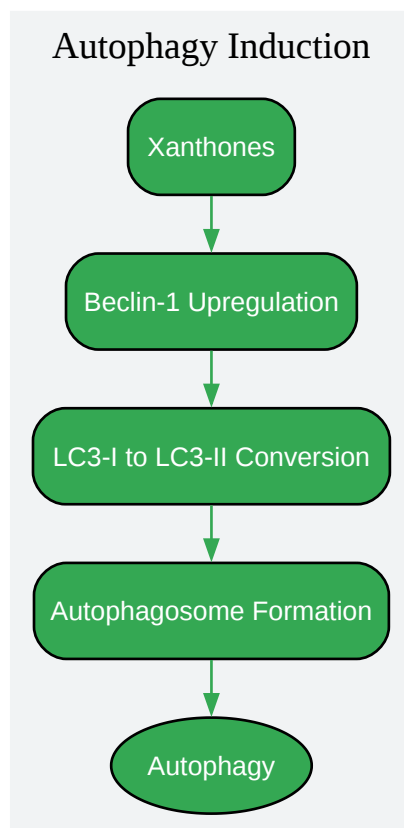 Autophagy Induction
Xanthones
Beclin-1 Upregulation
LC3-I to LC3-II Conversion
Autophagosome Formation
Autophagy